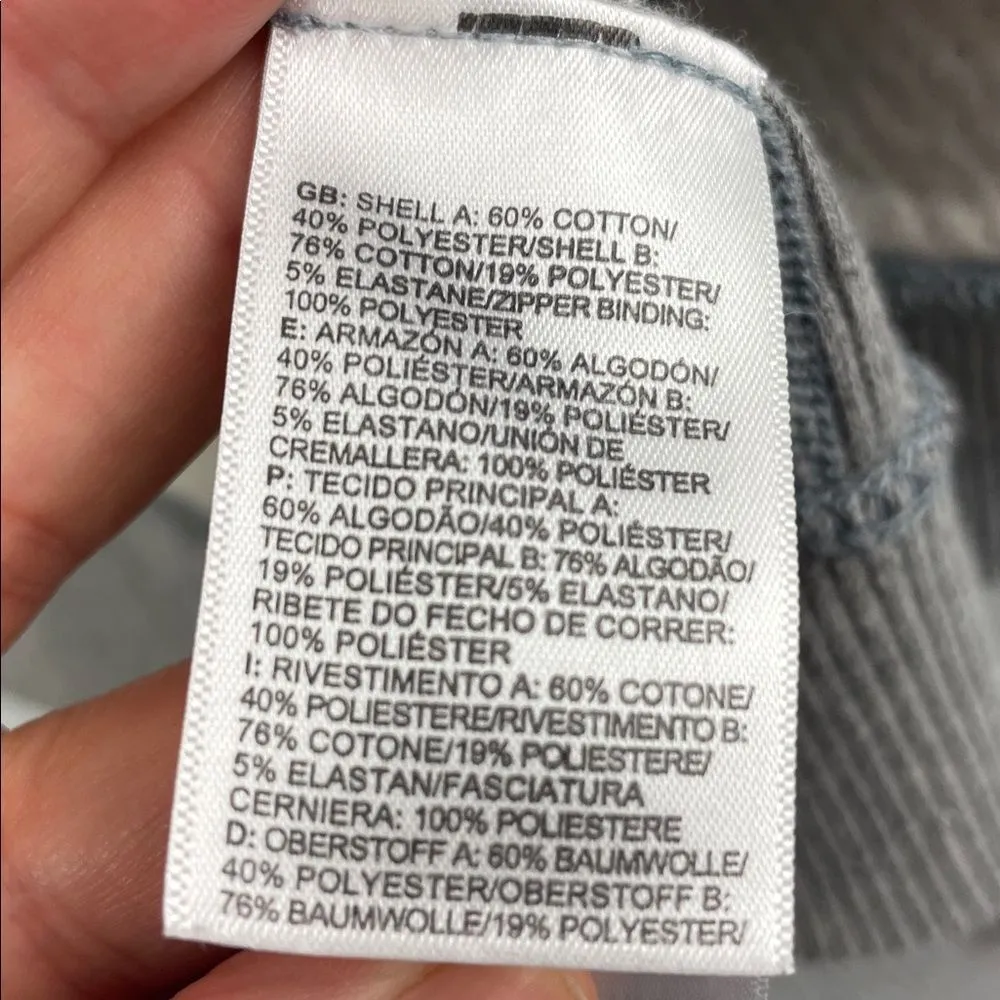 GB: SHELL A: 60% COTTON/
40% POLYESTER/SHELL B:
76% COTTON/19% POLYESTER/
5% ELASTANE/ZIPPER BINDING:
100% POLYESTER
E: ARMAZÓN A: 60% ALGODÓN/
40% POLIÉSTER/ARMAZÓN B:
76% ALGODÓN/19% POLIÉSTER/
5% ELASTANO/UNIÓN DE
CREMALLERA: 100% POLIÉSTER
P: TECIDO PRINCIPAL A:
60% ALGODÃO/40% POLIÉSTER/
TECIDO PRINCIPAL B: 76% ALGODÃO/
19% POLIÉSTER/5% ELASTANO/
RIBETE DO FECHO DE CORRER:
100% POLIÉSTER
I: RIVESTIMENTO A: 60% COTONE/
40% POLIESTERE/RIVESTIMENTO B:
76% COTONE/19% POLIESTERE/
5% ELASTAN/FASCIATURA
CERNIERA: 100% POLIESTERE
D: OBERSTOFF A: 60% BAUMWOLLE/
40% POLYESTER/OBERSTOFF B:
76% BAUMWOLLE/19% POLYESTER/